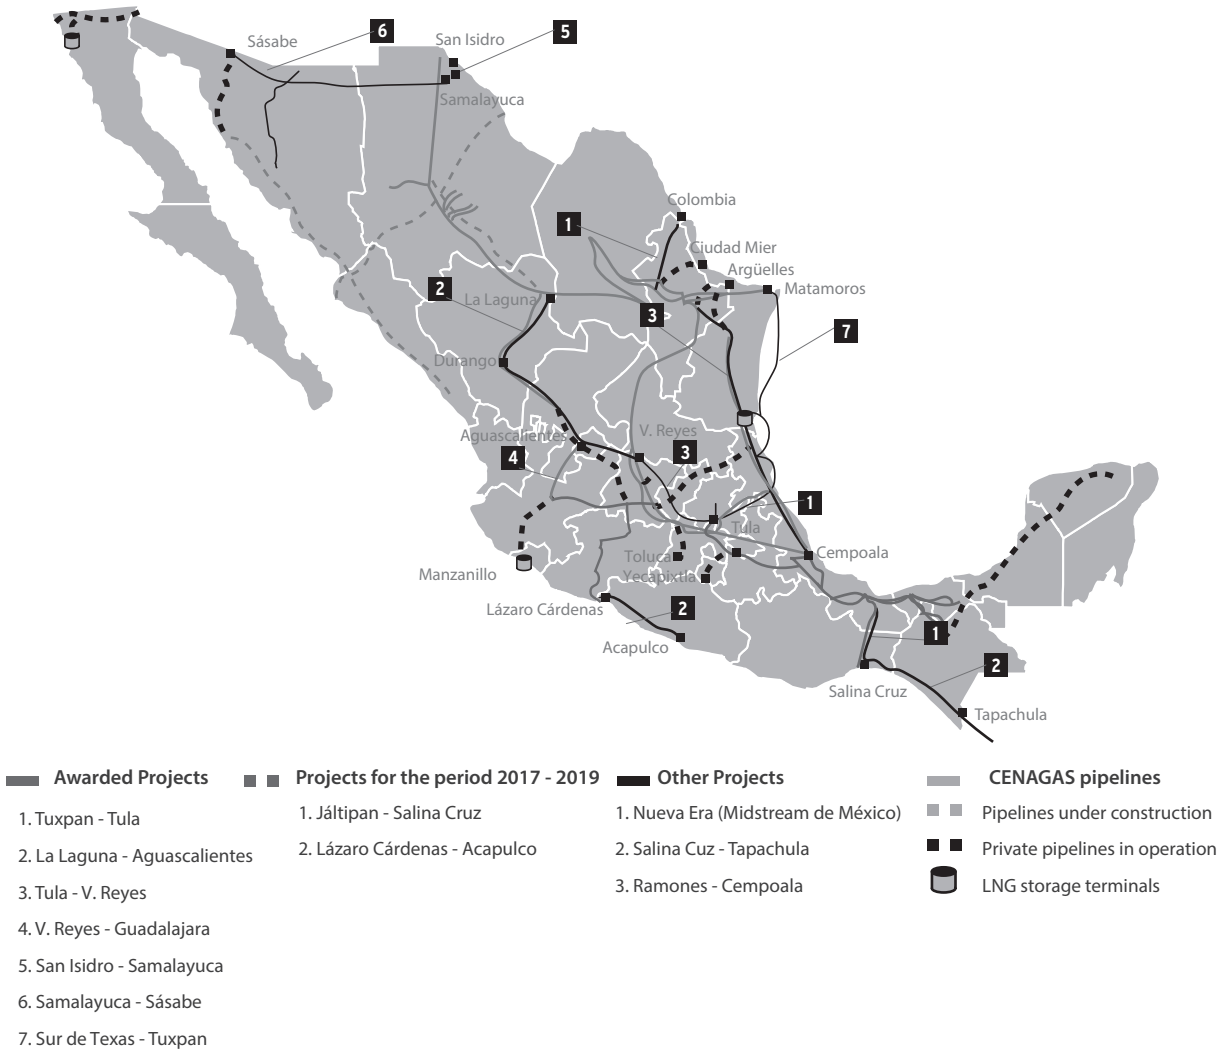 6
5
San Isidro
Sásabe
Samalayuca
Colombia
1
Ciudad Mier
Argüelles
2
La Laguna
Matamoros
3
7
Durango
V. Reyes
Aguascalientes
4
3
1
Tula
Cempoala
Toluca
Manzanillo
Yecapixtla
Lázaro Cárdenas
2
1
Acapulco
2
Salina Cruz
Tapachula
Awarded Projects
1. Tuxpan - Tula
2. La Laguna - Aguascalientes
3. Tula - V. Reyes
4. V. Reyes - Guadalajara
5. San Isidro - Samalayuca
6. Samalayuca - Sásabe
7. Sur de Texas - Tuxpan
Projects for the period 2017 - 2019
1. Jáltipan - Salina Cruz
2. Lázaro Cárdenas - Acapulco
Other Projects
1. Nueva Era (Midstream de México)
2. Salina Cuz - Tapachula
3. Ramones - Cempoala
CENAGAS pipelines
Pipelines under construction
Private pipelines in operation
LNG storage terminals